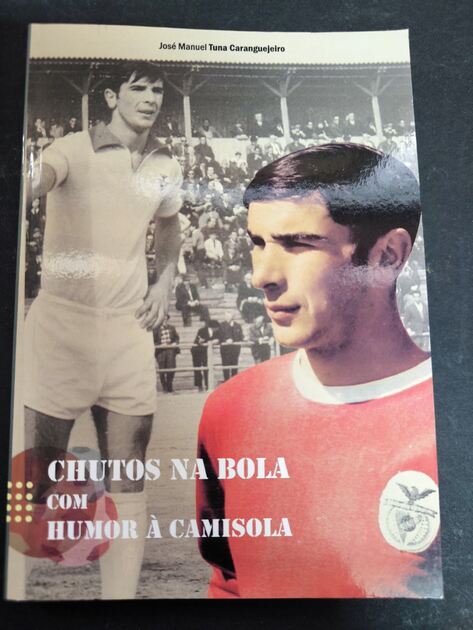 José Manuel Tuna Caranguejeiro
CHUTOS NA BOLA
COM
HUMOR À CAMISOLA